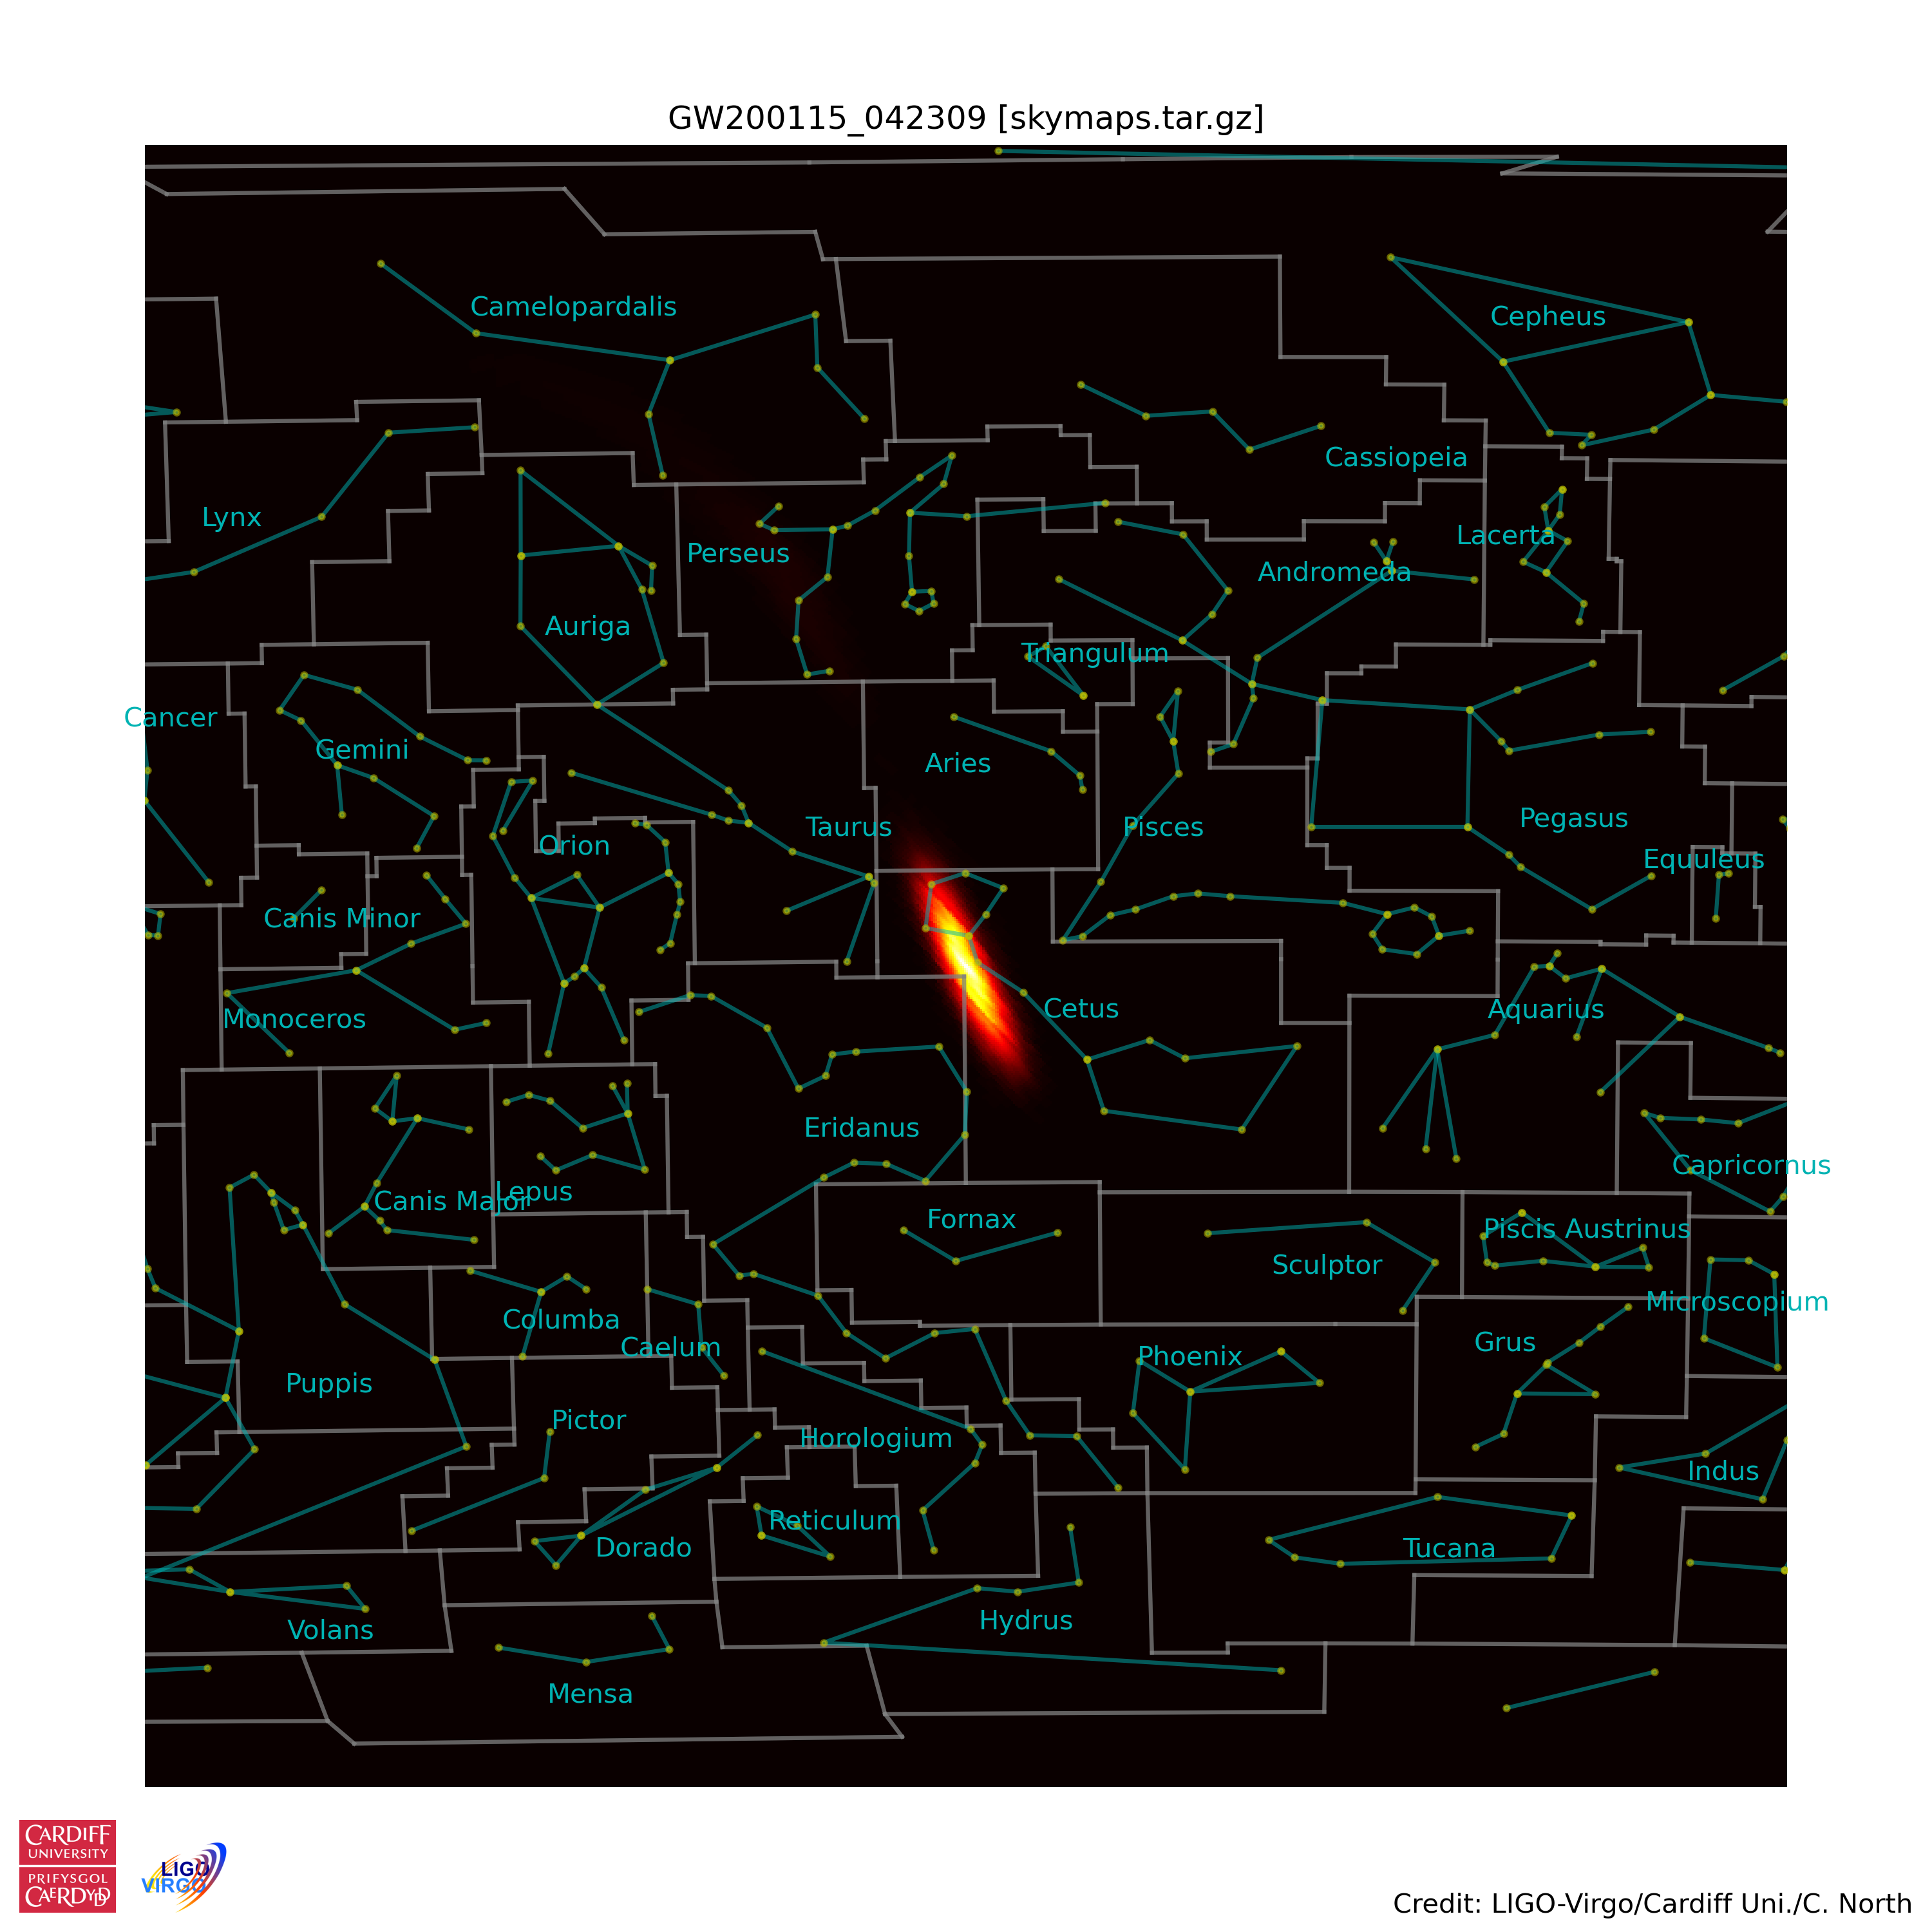 GW200115_042309 [skymaps.tar.gz]
Camelopardalis
Cepheus
Cassiopeia
Lynx
Lacerta
Perseus
Andromeda
Auriga
Triangulum
Cancer
Gemini
Aries
Pegasus
Taurus
Pisces
Orion
Equuleus
Canis Minor
Cetus
Aquarius
Monoceros
Eridanus
Capricornus
Lepus
Canis Major
Fornax
Piscis Austrinus
Sculptor
Microscopium
Columba
Grus
Caelum
Phoenix
Puppis
Pictor
Horologium
Indus
Reticulum
Dorado
Tucana
Hydrus
Volans
Mensa
CARDIFF
UNIVERSITY
PRIFYSGOL
CAERDYDD
LIGO
VIRGO
Credit: LIGO-Virgo/Cardiff Uni./C. North